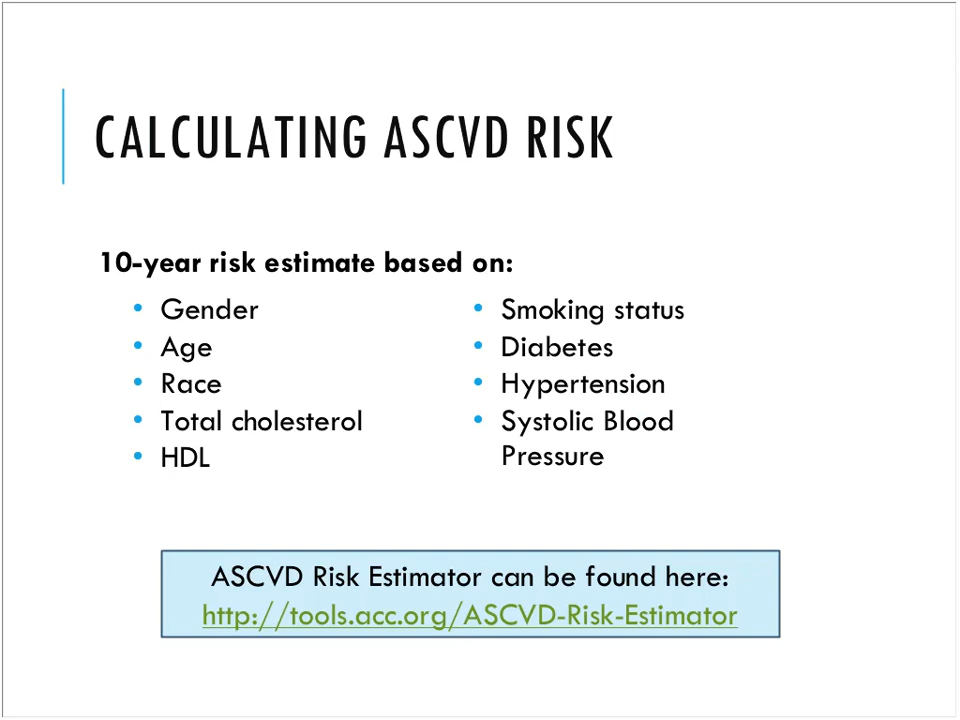 CALCULATING ASCVD RISK
10-year risk estimate based on:
• Gender
• Age
• Race
• Total cholesterol
• HDL
• Smoking status
• Diabetes
• Hypertension
• Systolic Blood
Pressure
ASCVD Risk Estimator can be found here:
http://tools.acc.org/ASCVD-Risk-Estimator